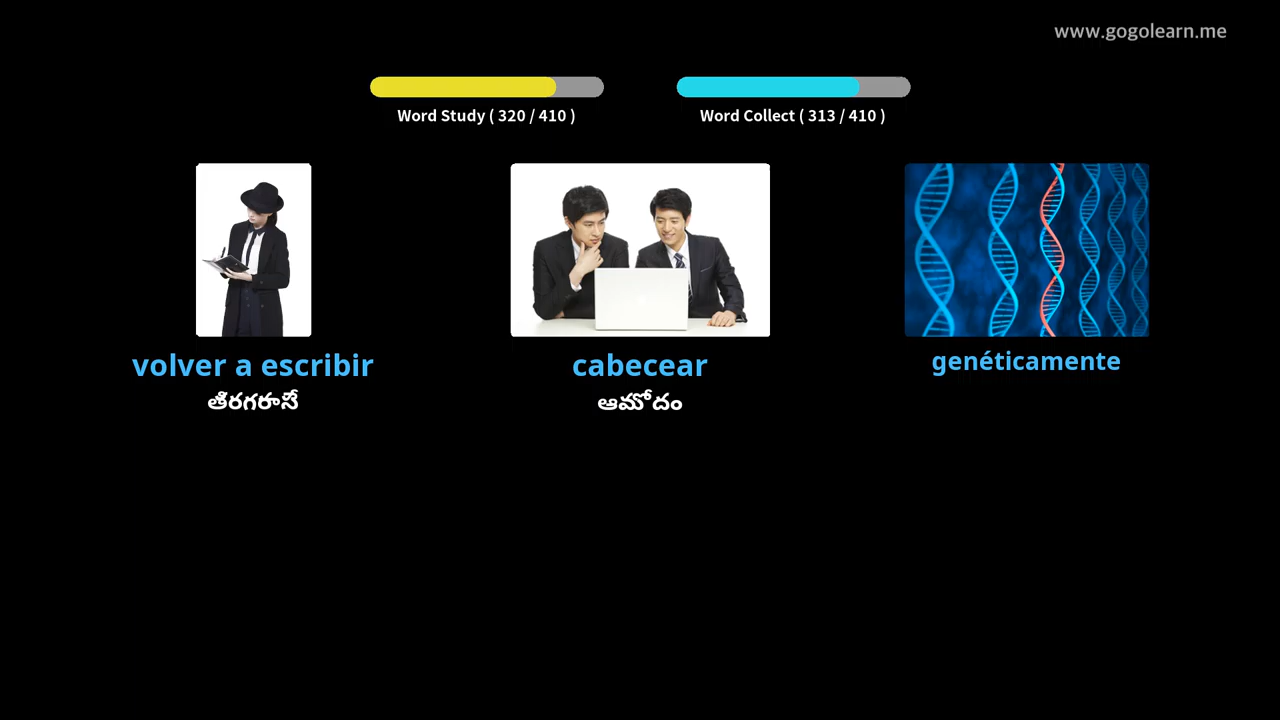 www.gogolearn.me
Word Study ( 320 / 410 )
Word Collect ( 313 / 410 )
volver a escribir
తిరగరాసే
cabecear
ఆమోదం
genéticamente